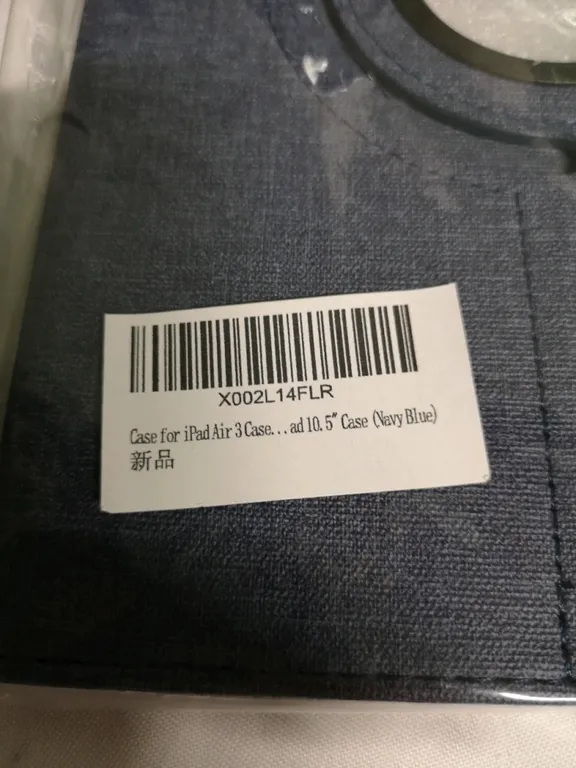 X002L14FLR
Case for iPad Air 3 Case...ad 10.5" Case (Navy Blue)
新品